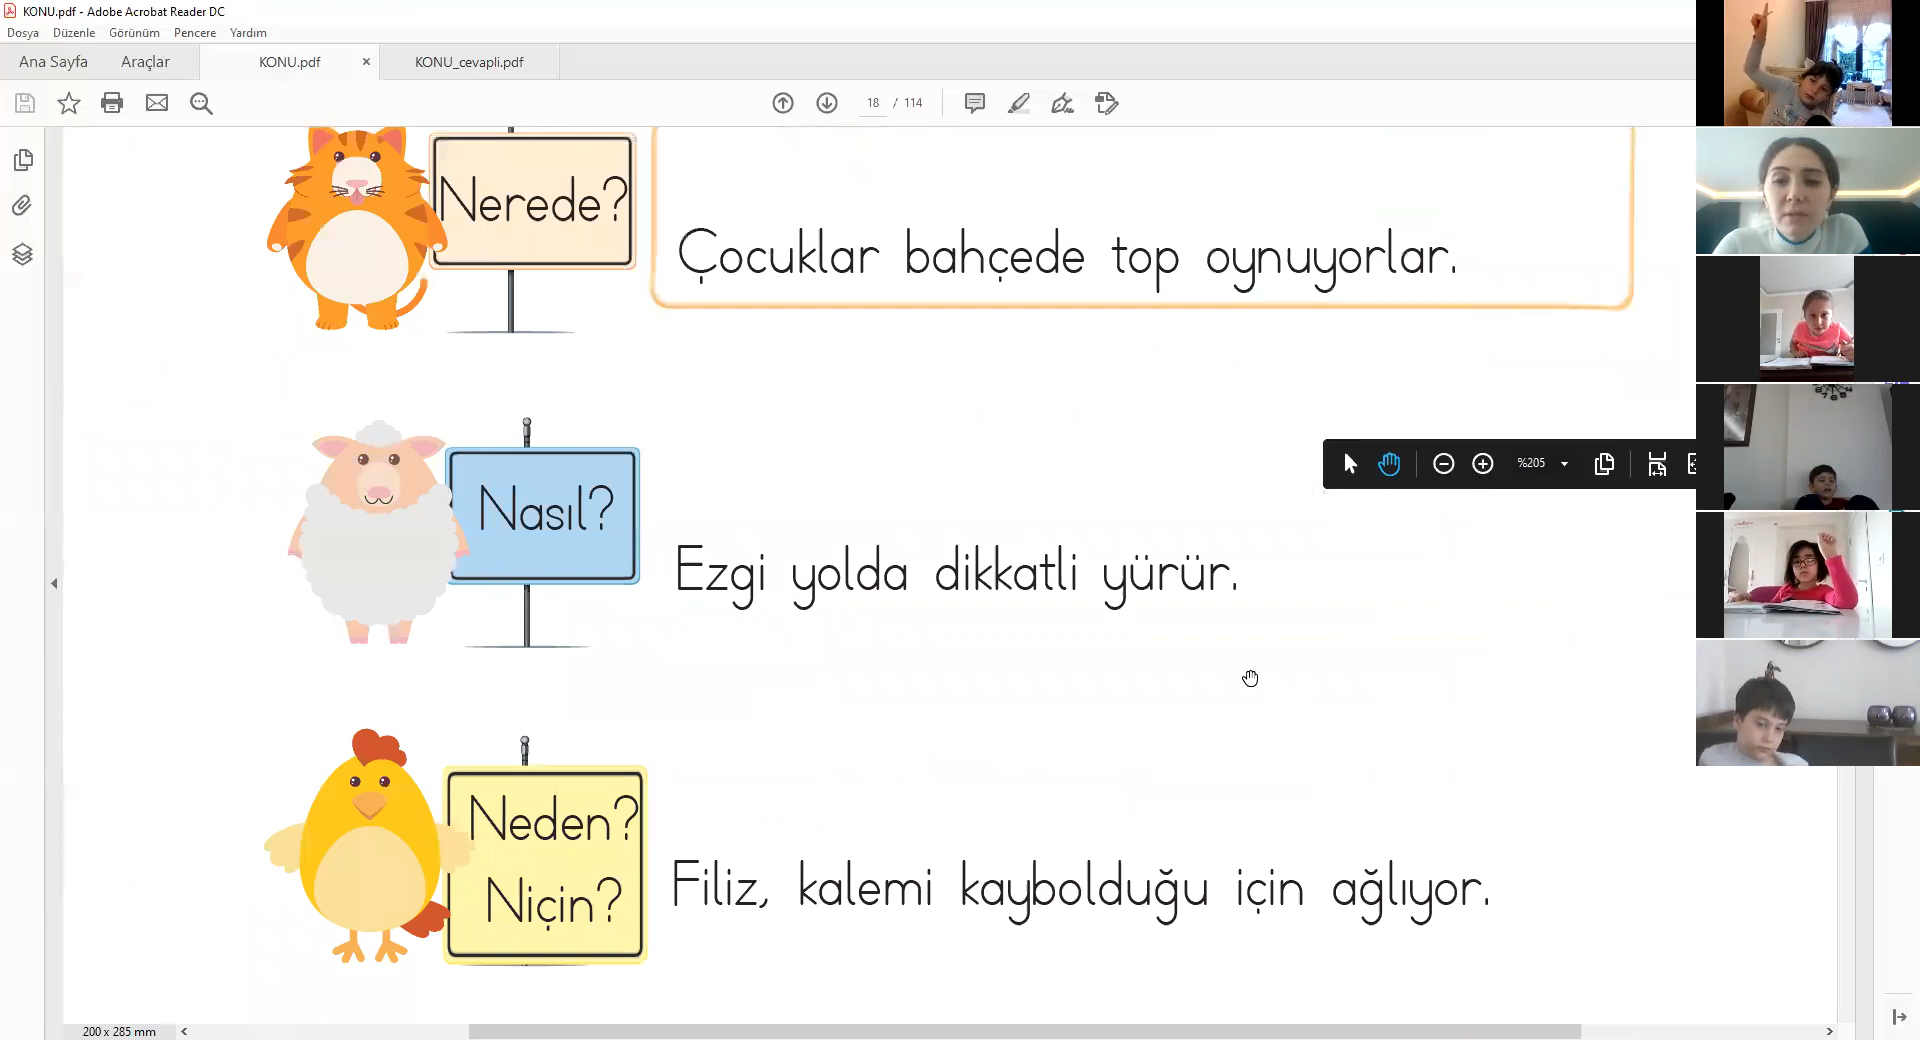 KONU.pdf - Adobe Acrobat Reader DC
Dosya Düzenle Görünüm Pencere Yardım
Ana Sayfa Araçlar KONU.pdf × KONU_cevapli.pdf
18 / 114
Nerede?
Çocuklar bahçede top oynuyorlar.
%205
Nasıl?
Ezgi yolda dikkatli yürür.
Neden?
Niçin?
Filiz, kalemi kaybolduğu için ağlıyor.
200 x 285 mm